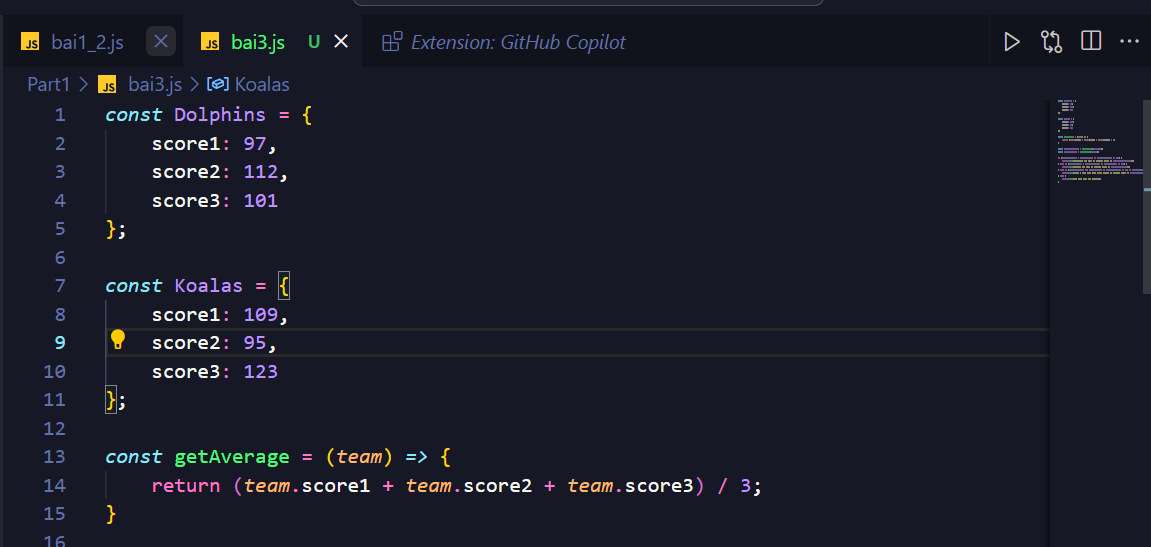 JS bai1_2.js JS bai3.js U Extension: GitHub Copilot
Part1 > JS bai3.js > Koalas
1 const Dolphins = {
2     score1: 97,
3     score2: 112,
4     score3: 101
5 };
6
7 const Koalas = {
8     score1: 109,
9     score2: 95,
10     score3: 123
11 };
12
13 const getAverage = (team) => {
14     return (team.score1 + team.score2 + team.score3) / 3;
15 }
16